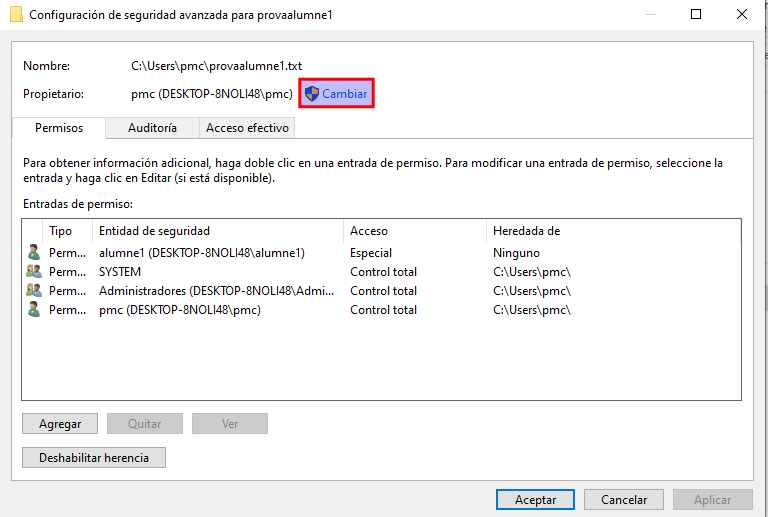 Configuración de seguridad avanzada para provaalumne1
Nombre: C:\Users\pmc\provaalumne1.txt
Propietario: pmc (DESKTOP-8NOLI48\pmc) Cambiar
Permisos Auditoría Acceso efectivo
Para obtener información adicional, haga doble clic en una entrada de permiso. Para modificar una entrada de permiso, seleccione la
entrada y haga clic en Editar (si está disponible).
Entradas de permiso:
Tipo Entidad de seguridad Acceso Heredada de
Perm... alumne1 (DESKTOP-8NOLI48\alumne1) Especial Ninguno
Perm... SYSTEM Control total C:\Users\pmc\
Perm... Administradores (DESKTOP-8NOLI48\Admi... Control total C:\Users\pmc\
Perm... pmc (DESKTOP-8NOLI48\pmc) Control total C:\Users\pmc\
Agregar Quitar Ver
Deshabilitar herencia
Aceptar Cancelar Aplicar